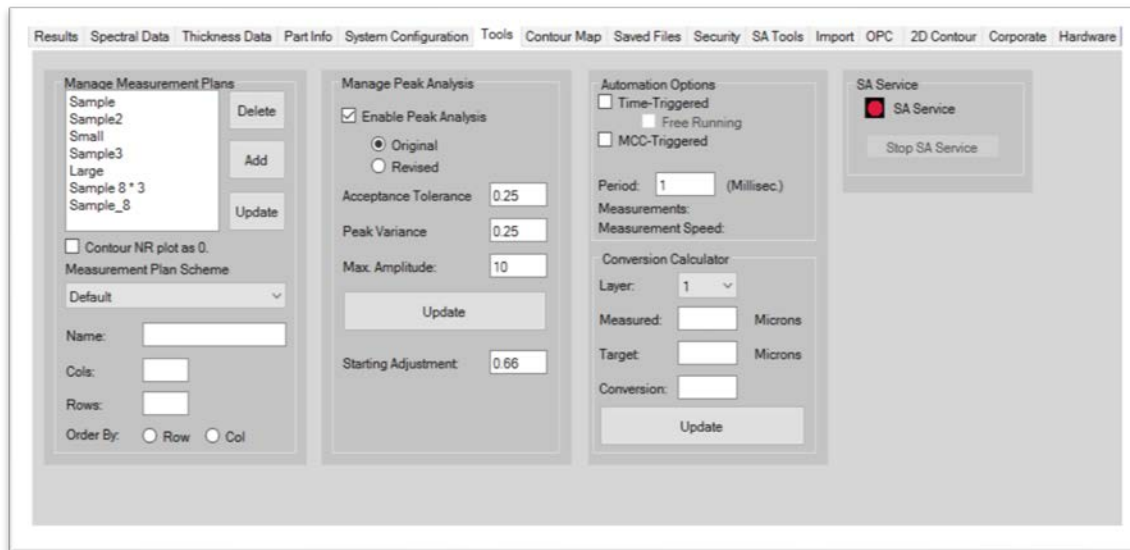 Results Spectral Data Thickness Data Part Info System Configuration Tools Contour Map Saved Files Security SA Tools Import OPC 2D Contour Corporate Hardware
Manage Measurement Plans
Sample
Sample2
Small
Sample3
Large
Sample 8 * 3
Sample_8
Delete
Add
Update
Contour NR plot as 0.
Measurement Plan Scheme
Default
Name:
Cols:
Rows:
Order By: Row Col
Manage Peak Analysis
Enable Peak Analysis
Original
Revised
Acceptance Tolerance 0.25
Peak Variance 0.25
Max. Amplitude: 10
Update
Starting Adjustment: 0.66
Automation Options
Time-Triggered
Free Running
MCC-Triggered
Period: 1 (Millisec.)
Measurements:
Measurement Speed:
Conversion Calculator
Layer: 1
Measured: Microns
Target: Microns
Conversion:
Update
SA Service
SA Service
Stop SA Service